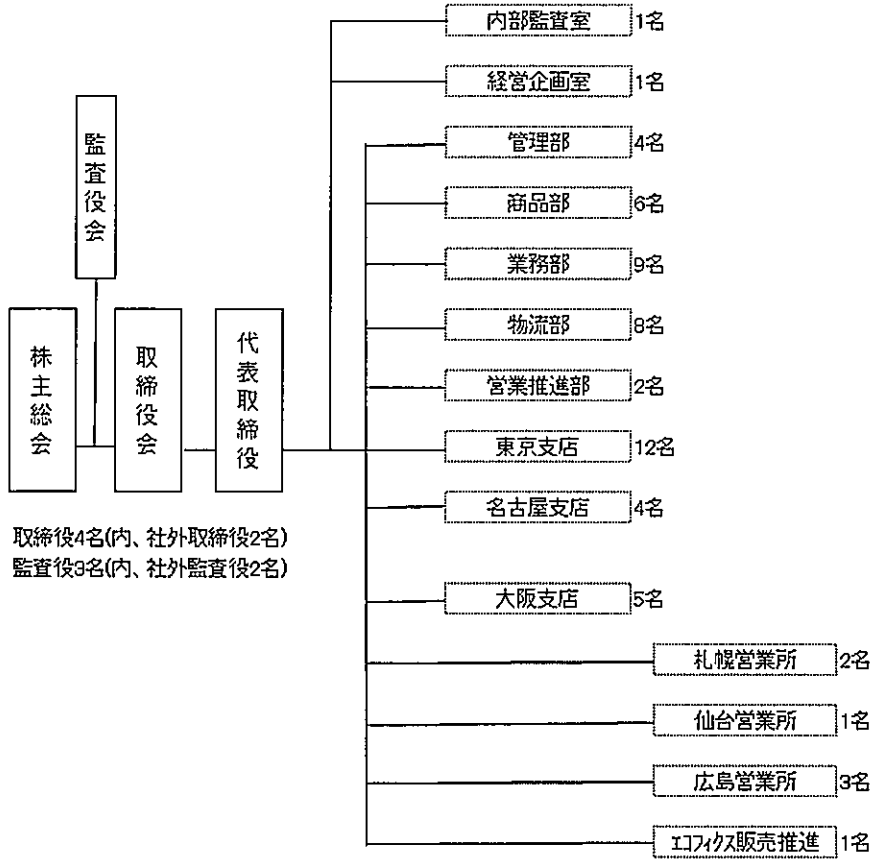 内部監査室 1名
経営企画室 1名
管理部 4名
商品部 6名
業務部 9名
物流部 8名
営業推進部 2名
東京支店 12名
名古屋支店 4名
大阪支店 5名
札幌営業所 2名
仙台営業所 1名
広島営業所 3名
ｴｺﾌｨｸｽ販売推進 1名
監査役会
株主総会
取締役会
代表取締役
取締役4名(内、社外取締役2名)
監査役3名(内、社外監査役2名)